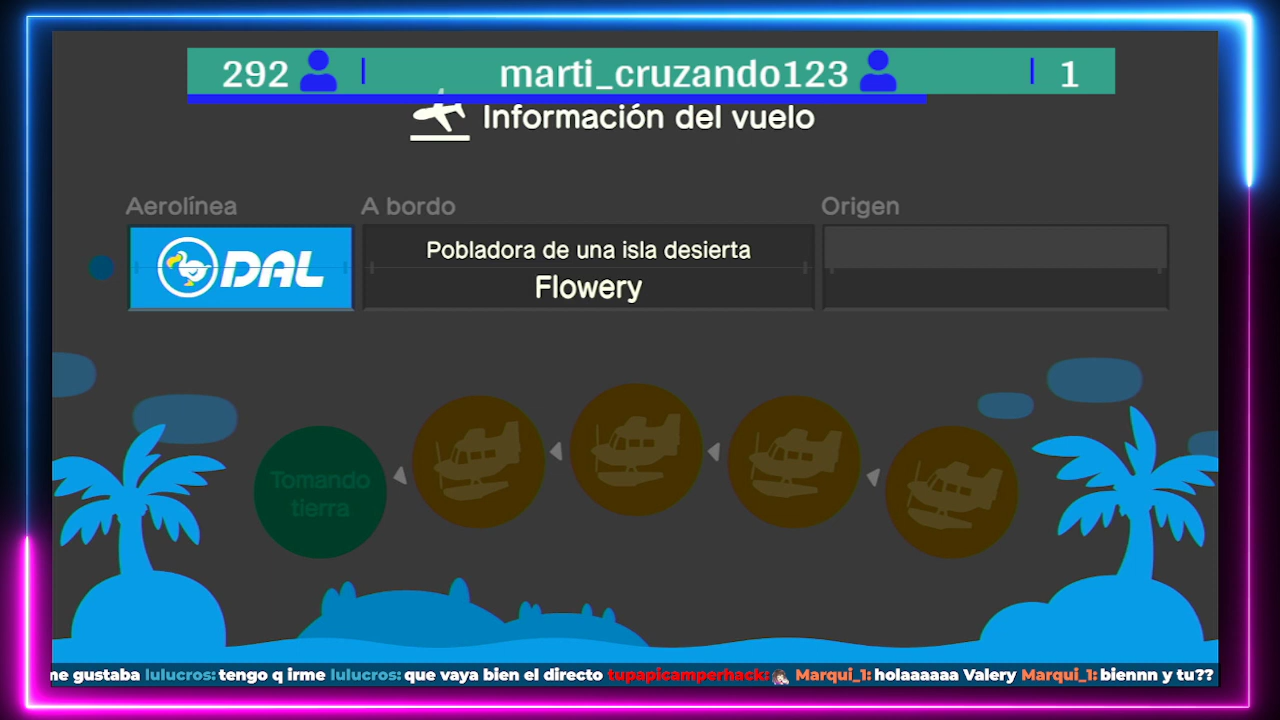 292 marti_cruzando123 1
Información del vuelo
Aerolínea A bordo Origen
DAL
Pobladora de una isla desierta
Flowery
Tomando
tierra
me gustaba lulucros: tengo q irme lulucros: que vaya bien el directo tupapicamperhack: Marqui_1: holaaaaaa Valery Marqui_1: biennn y tu??